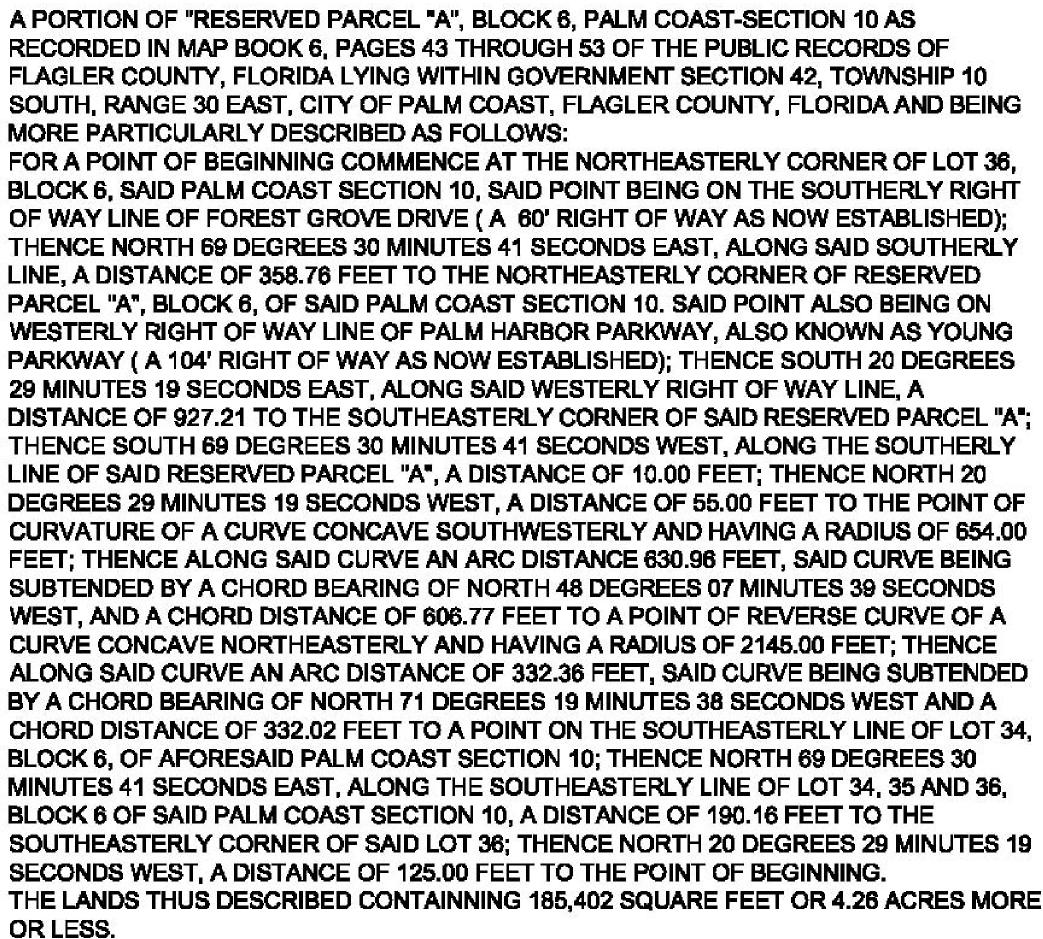 A PORTION OF "RESERVED PARCEL "A", BLOCK 6, PALM COAST-SECTION 10 AS
RECORDED IN MAP BOOK 6, PAGES 43 THROUGH 53 OF THE PUBLIC RECORDS OF
FLAGLER COUNTY, FLORIDA LYING WITHIN GOVERNMENT SECTION 42, TOWNSHIP 10
SOUTH, RANGE 30 EAST, CITY OF PALM COAST, FLAGLER COUNTY, FLORIDA AND BEING
MORE PARTICULARLY DESCRIBED AS FOLLOWS:
FOR A POINT OF BEGINNING COMMENCE AT THE NORTHEASTERLY CORNER OF LOT 36,
BLOCK 6, SAID PALM COAST SECTION 10, SAID POINT BEING ON THE SOUTHERLY RIGHT
OF WAY LINE OF FOREST GROVE DRIVE ( A 60' RIGHT OF WAY AS NOW ESTABLISHED);
THENCE NORTH 69 DEGREES 30 MINUTES 41 SECONDS EAST, ALONG SAID SOUTHERLY
LINE, A DISTANCE OF 358.76 FEET TO THE NORTHEASTERLY CORNER OF RESERVED
PARCEL "A", BLOCK 6, OF SAID PALM COAST SECTION 10. SAID POINT ALSO BEING ON
WESTERLY RIGHT OF WAY LINE OF PALM HARBOR PARKWAY, ALSO KNOWN AS YOUNG
PARKWAY ( A 104' RIGHT OF WAY AS NOW ESTABLISHED); THENCE SOUTH 20 DEGREES
29 MINUTES 19 SECONDS EAST, ALONG SAID WESTERLY RIGHT OF WAY LINE, A
DISTANCE OF 927.21 TO THE SOUTHEASTERLY CORNER OF SAID RESERVED PARCEL "A";
THENCE SOUTH 69 DEGREES 30 MINUTES 41 SECONDS WEST, ALONG THE SOUTHERLY
LINE OF SAID RESERVED PARCEL "A", A DISTANCE OF 10.00 FEET; THENCE NORTH 20
DEGREES 29 MINUTES 19 SECONDS WEST, A DISTANCE OF 55.00 FEET TO THE POINT OF
CURVATURE OF A CURVE CONCAVE SOUTHWESTERLY AND HAVING A RADIUS OF 654.00
FEET; THENCE ALONG SAID CURVE AN ARC DISTANCE 630.96 FEET, SAID CURVE BEING
SUBTENDED BY A CHORD BEARING OF NORTH 48 DEGREES 07 MINUTES 39 SECONDS
WEST, AND A CHORD DISTANCE OF 606.77 FEET TO A POINT OF REVERSE CURVE OF A
CURVE CONCAVE NORTHEASTERLY AND HAVING A RADIUS OF 2145.00 FEET; THENCE
ALONG SAID CURVE AN ARC DISTANCE OF 332.36 FEET, SAID CURVE BEING SUBTENDED
BY A CHORD BEARING OF NORTH 71 DEGREES 19 MINUTES 38 SECONDS WEST AND A
CHORD DISTANCE OF 332.02 FEET TO A POINT ON THE SOUTHEASTERLY LINE OF LOT 34,
BLOCK 6, OF AFORESAID PALM COAST SECTION 10; THENCE NORTH 69 DEGREES 30
MINUTES 41 SECONDS EAST, ALONG THE SOUTHEASTERLY LINE OF LOT 34, 35 AND 36,
BLOCK 6 OF SAID PALM COAST SECTION 10, A DISTANCE OF 190.16 FEET TO THE
SOUTHEASTERLY CORNER OF SAID LOT 36; THENCE NORTH 20 DEGREES 29 MINUTES 19
SECONDS WEST, A DISTANCE OF 125.00 FEET TO THE POINT OF BEGINNING.
THE LANDS THUS DESCRIBED CONTAINNING 185,402 SQUARE FEET OR 4.26 ACRES MORE
OR LESS.